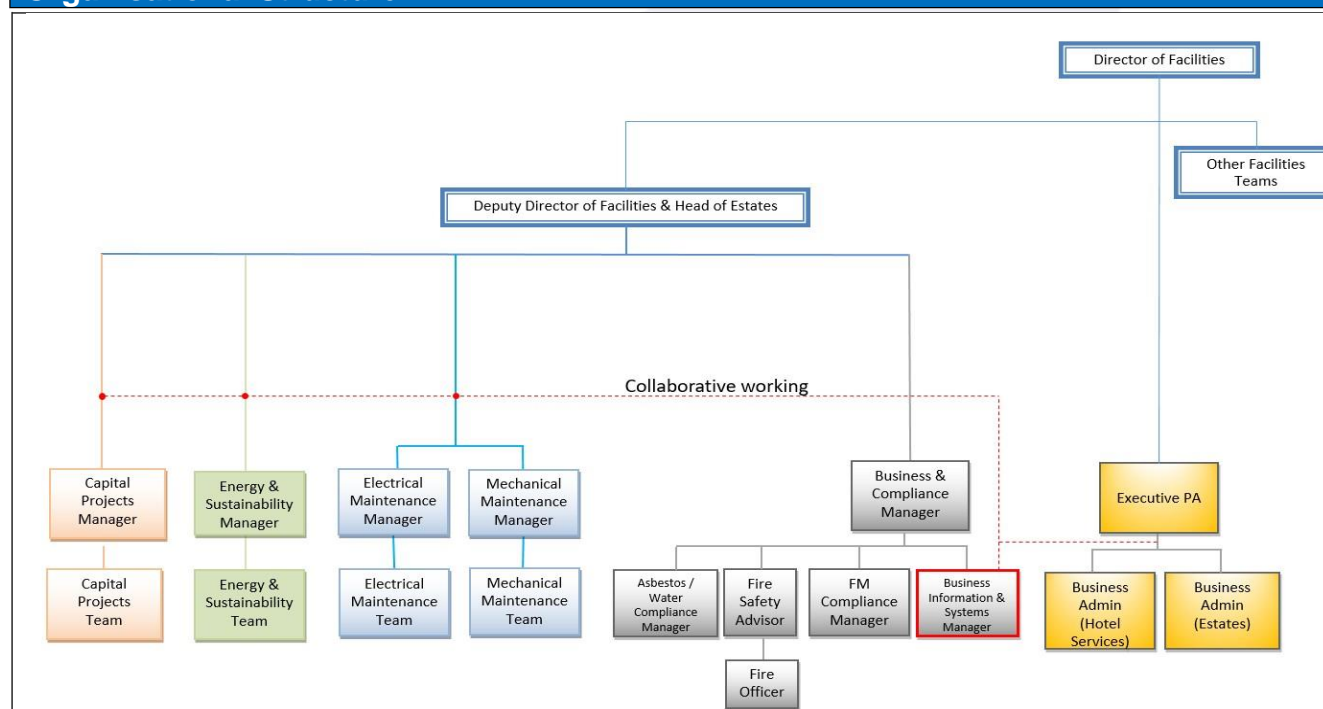 Organisational Structure
Director of Facilities
Other Facilities
Teams
Deputy Director of Facilities & Head of Estates
Collaborative working
Capital
Projects
Manager
Energy &
Sustainability
Manager
Electrical
Maintenance
Manager
Mechanical
Maintenance
Manager
Business &
Compliance
Manager
Executive PA
Capital
Projects
Team
Energy &
Sustainability
Team
Electrical
Maintenance
Team
Mechanical
Maintenance
Team
Asbestos /
Water
Compliance
Manager
Fire
Safety
Advisor
FM
Compliance
Manager
Business
Information &
Systems
Manager
Business
Admin
(Hotel
Services)
Business
Admin
(Estates)
Fire
Officer